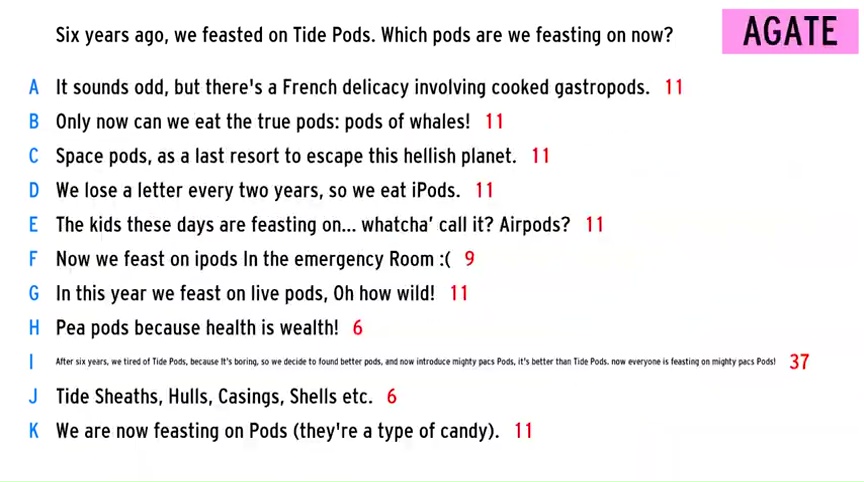 Six years ago, we feasted on Tide Pods. Which pods are we feasting on now?
AGATE
A It sounds odd, but there's a French delicacy involving cooked gastropods. 11
B Only now can we eat the true pods: pods of whales! 11
C Space pods, as a last resort to escape this hellish planet. 11
D We lose a letter every two years, so we eat iPods. 11
E The kids these days are feasting on... whatcha’ call it? Airpods? 11
F Now we feast on ipods In the emergency Room :( 9
G In this year we feast on live pods, Oh how wild! 11
H Pea pods because health is wealth! 6
I After six years, we tired of Tide Pods, because It's boring, so we decide to found better pods, and now introduce mighty pacs Pods, it's better than Tide Pods. now everyone is feasting on mighty pacs Pods! 37
J Tide Sheaths, Hulls, Casings, Shells etc. 6
K We are now feasting on Pods (they're a type of candy). 11